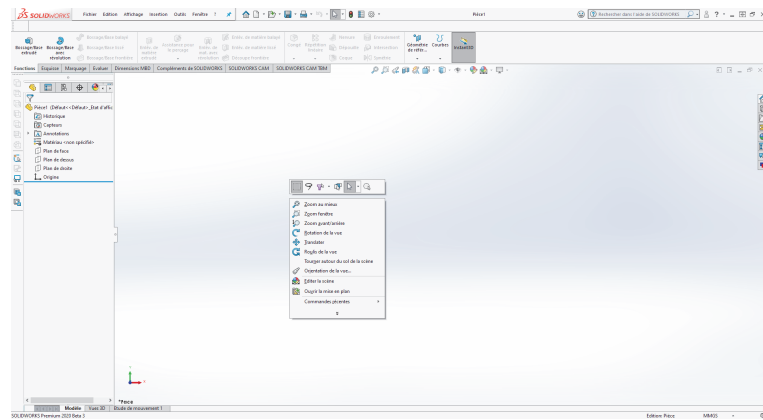 SOLIDWORKS Fichier Edition Affichage Insertion Outils Fenêtre ? Pièce1 Rechercher dans l'aide de SOLIDWORKS
Bossage/Base extrudé
Bossage/Base avec révolution
Bossage/Base balayé
Bossage/Base lissé
Bossage/Base frontière
Enlèv. de matière extrudé
Assistance pour le perçage
Enlèv. de matière avec révolution
Enlèv. de matière balayé
Enlèv. de matière lissé
Découpe frontière
Congé
Répétition linéaire
Nervure
Dépouille
Coque
Enroulement
Intersection
Symétrie
Géométrie de référ...
Courbes
Instant3D
Fonctions Esquisse Marquage Evaluer Dimensions MBD Compléments de SOLIDWORKS SOLIDWORKS CAM SOLIDWORKS CAM TBM
Pièce1 (Défaut<<Défaut>_Etat d'affic
Historique
Capteurs
Annotations
Matériau <non spécifié>
Plan de face
Plan de dessus
Plan de droite
Origine
Zoom au mieux
Zoom fenêtre
Zoom avant/arrière
Rotation de la vue
Translater
Roulis de la vue
Tourner autour du sol de la scène
Orientation de la vue...
Editer la scène
Ouvrir la mise en plan
Commandes récentes
*Face
Modèle Vues 3D Etude de mouvement 1
SOLIDWORKS Premium 2020 Beta 3 Edition: Pièce MMGS